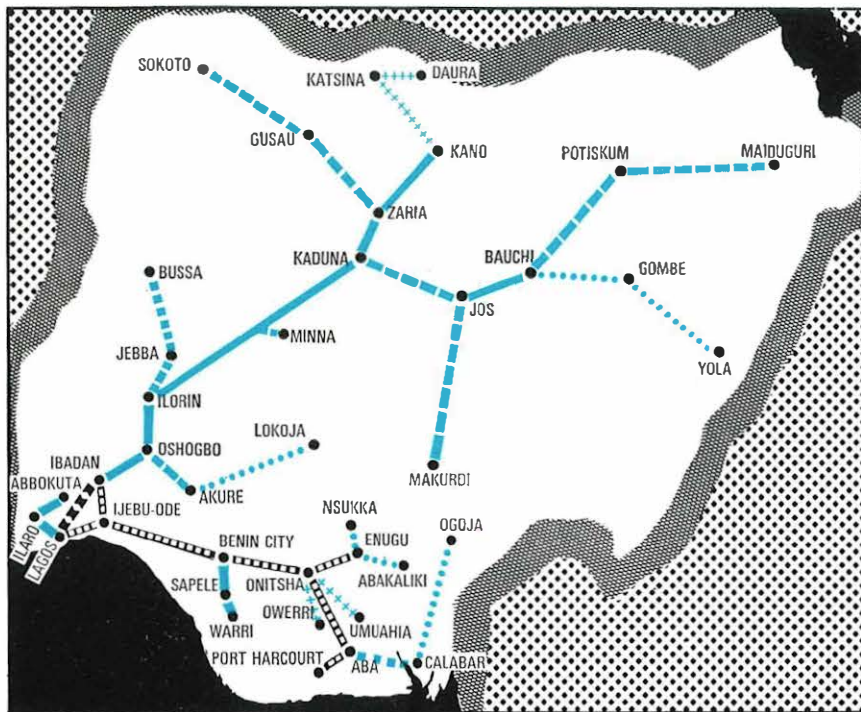 SOKOTO
KATSINA
DAURA
GUSAU
KANO
POTISKUM
MAIDUGURI
ZARIA
KADUNA
BAUCHI
GOMBE
BUSSA
JOS
MINNA
JEBBA
YOLA
ILORIN
LOKOJA
OSHOGBO
IBADAN
MAKURDI
ABBOKUTA
AKURE
NSUKKA
OGOJA
IJEBU-ODE
ILARO
LAGOS
BENIN CITY
ENUGU
ONITSHA
ABAKALIKI
SAPELE
OWERRI
WARRI
UMUAHIA
PORT HARCOURT
ABA
CALABAR